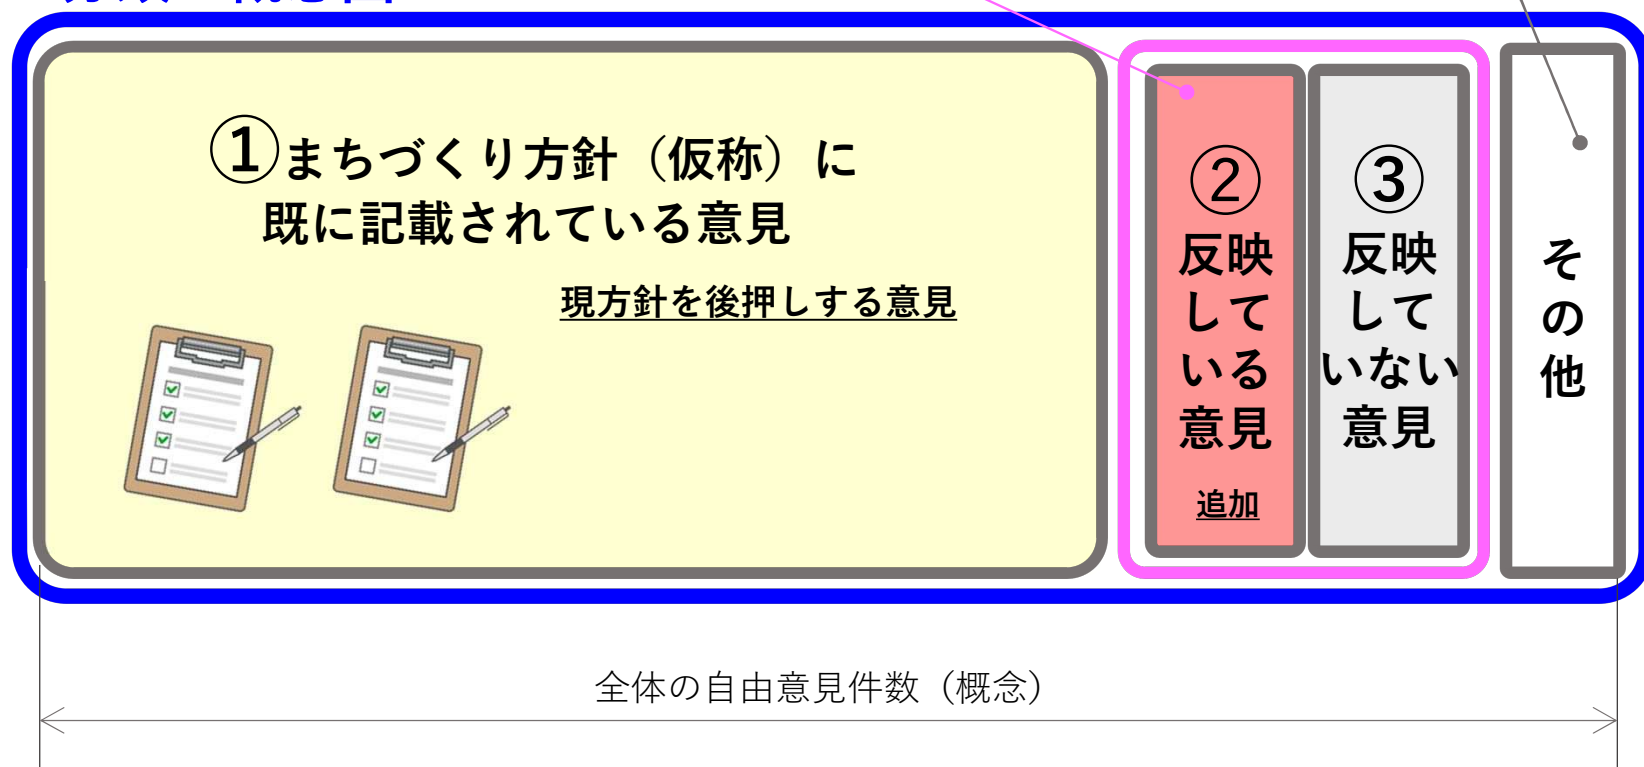 ①まちづくり方針（仮称）に
既に記載されている意見
現方針を後押しする意見
②
反映
して
いる
意見
追加
③
反映
して
いない
意見
その他
全体の自由意見件数（概念）